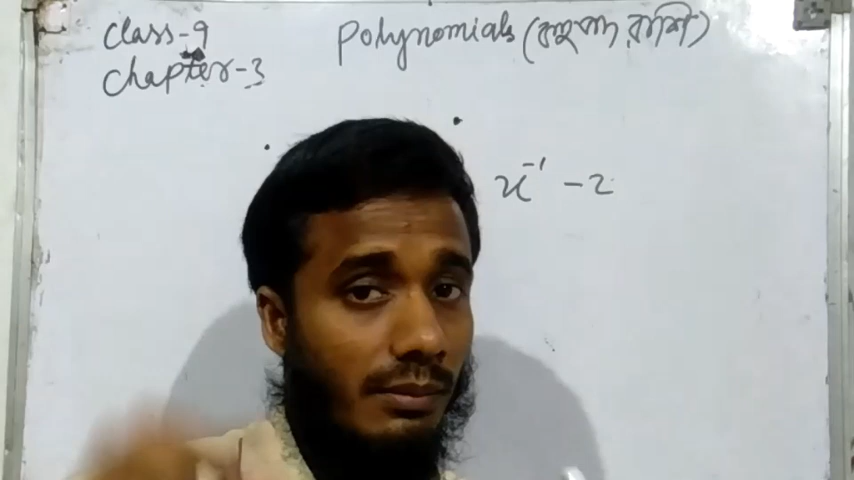 Class-9
Polynomials (বহুপদ রাশি)
Chapter-3
x⁻¹ - 2